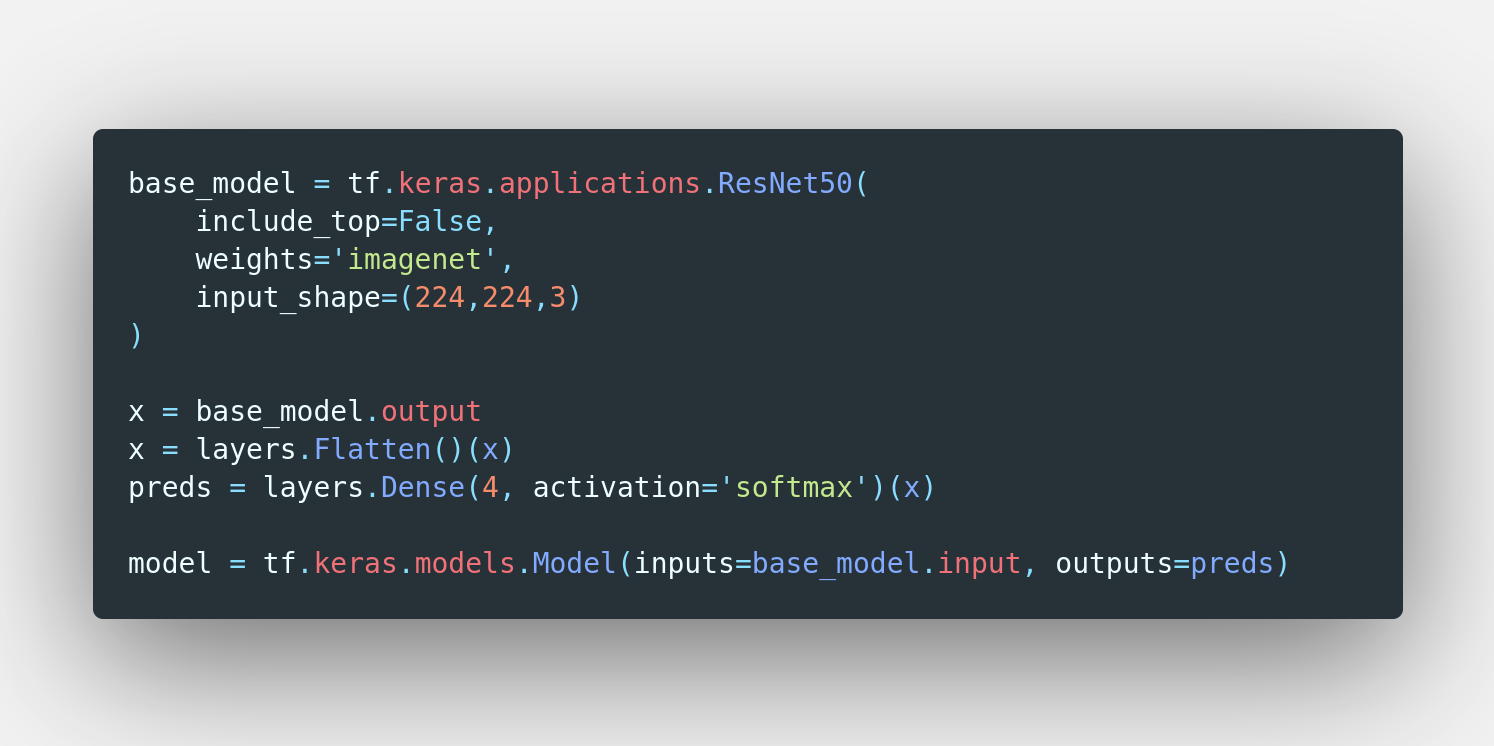 base_model = tf.keras.applications.ResNet50(
    include_top=False,
    weights='imagenet',
    input_shape=(224,224,3)
)

x = base_model.output
x = layers.Flatten()(x)
preds = layers.Dense(4, activation='softmax')(x)

model = tf.keras.models.Model(inputs=base_model.input, outputs=preds)